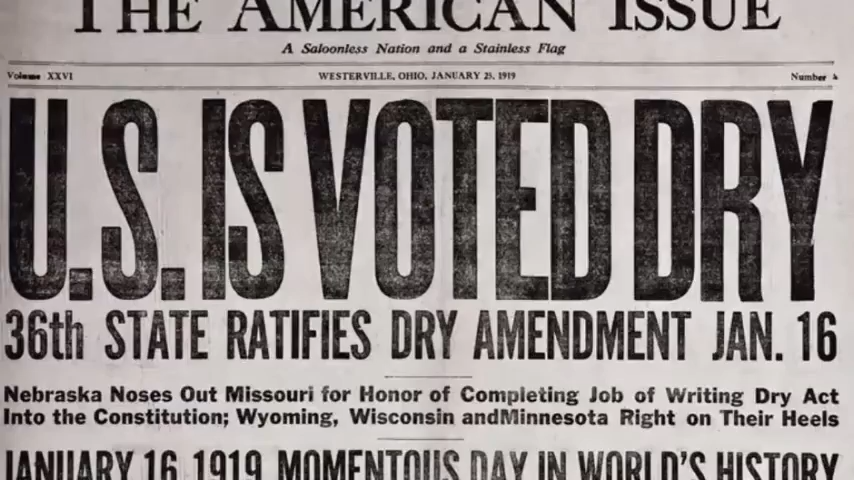 THE AMERICAN ISSUE
A Saloonless Nation and a Stainless Flag
Volume XXVI WESTERVILLE, OHIO, JANUARY 25, 1919 Number 4
U.S. IS VOTED DRY
36th STATE RATIFIES DRY AMENDMENT JAN. 16
Nebraska Noses Out Missouri for Honor of Completing Job of Writing Dry Act
Into the Constitution; Wyoming, Wisconsin andMinnesota Right on Their Heels
JANUARY 16, 1919, MOMENTOUS DAY IN WORLD'S HISTORY